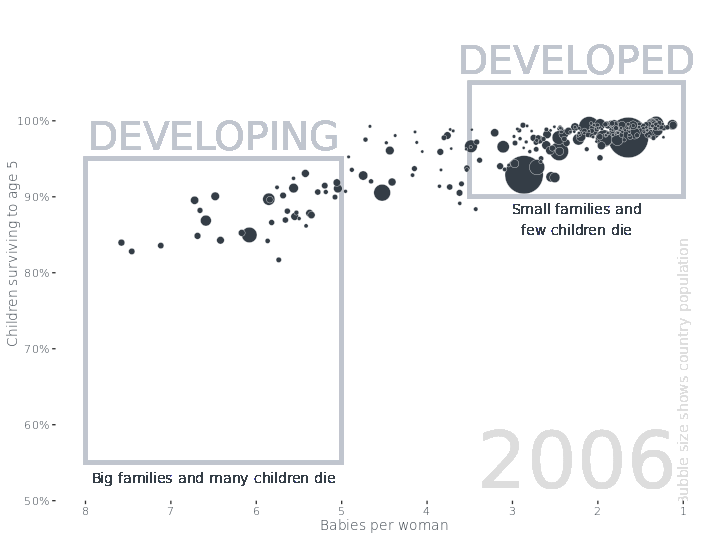 DEVELOPED
DEVELOPING
100%
90%
80%
70%
60%
50%
Children surviving to age 5
Small families and
few children die
Big families and many children die
2006
Bubble size shows country population
8 7 6 5 4 3 2 1
Babies per woman